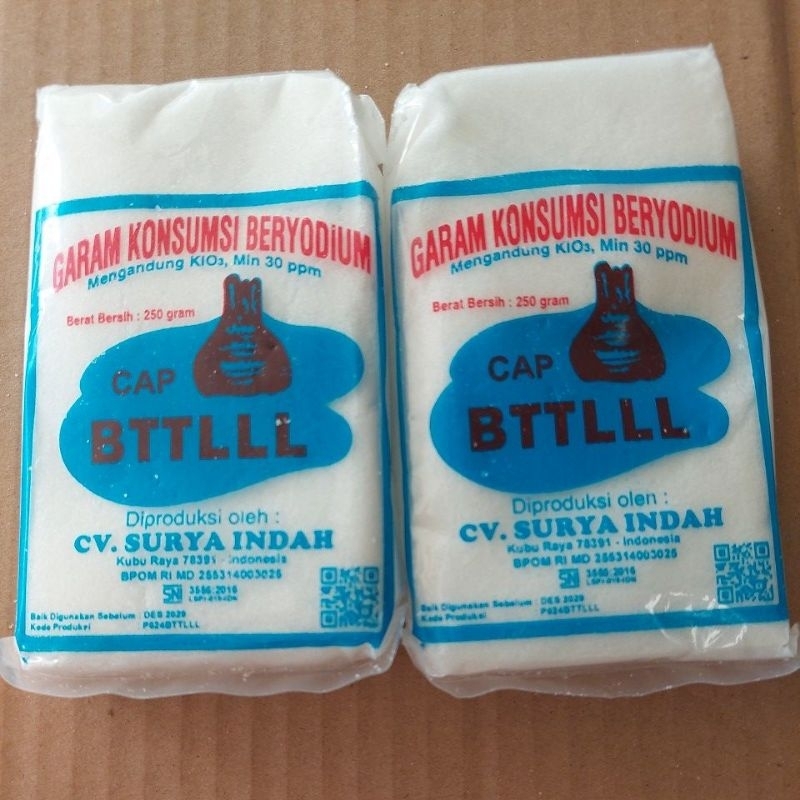 GARAM KONSUMSI BERYODiUM
Mengandung KIO3, Min 30 ppm
Berat Bersih : 250 gram
CAP
BTTLLL
Diproduksi oleh :
CV. SURYA INDAH
Kubu Raya 78391 - Indonesia
BPOM RI MD 255314003025
SNI 3556:2016
Baik Digunakan Sebelum : DES 2029
Kode Produksi : P624BTTLLL
GARAM KONSUMSI BERYODIUM
Mengandung KIO3, Min 30 ppm
Berat Bersih : 250 gram
CAP
BTTLLL
Diproduksi oleh :
CV. SURYA INDAH
Kubu Raya 78391 - Indonesia
BPOM RI MD 255314003025
SNI 3556:2016
Baik Digunakan Sebelum : DES 2029
Kode Produksi : P624BTTLLL